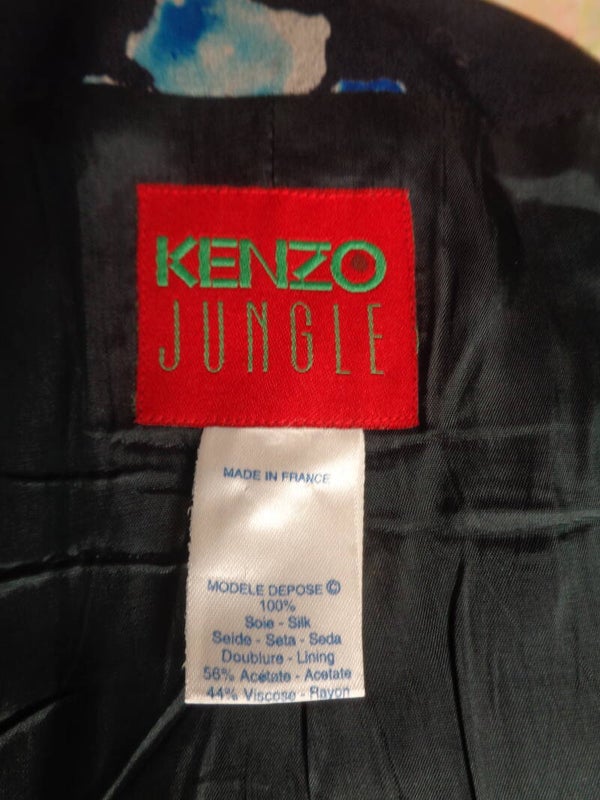 KENZO
JUNGLE
MADE IN FRANCE
MODELE DEPOSE ©
100%
Soie - Silk
Seide - Seta - Seda
Doublure - Lining
56% Acétate - Acetate
44% Viscose - Rayon